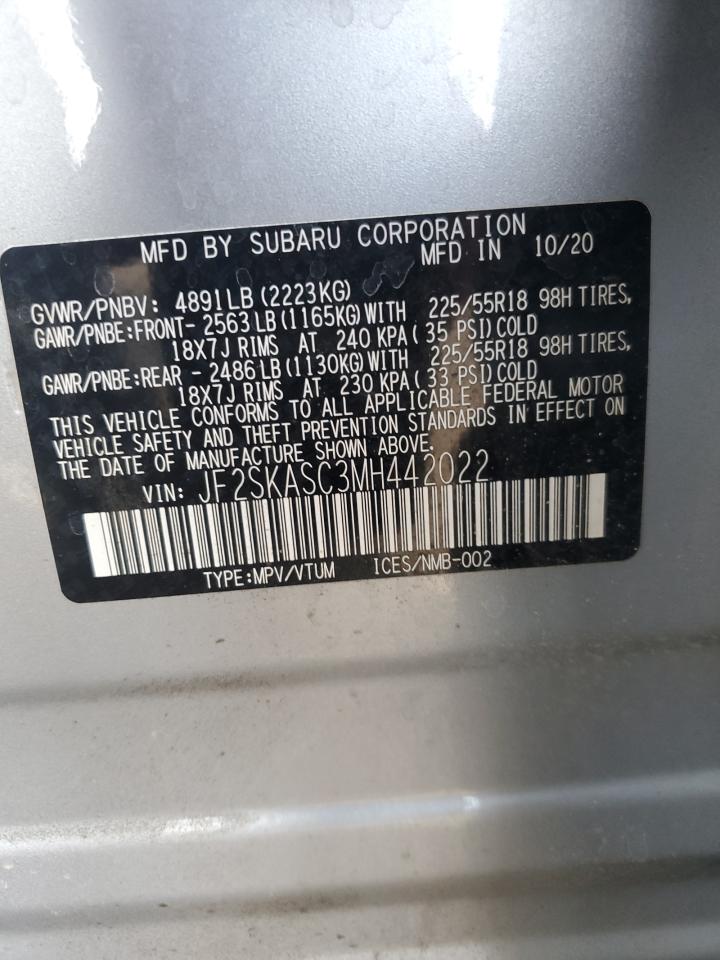 MFD BY SUBARU CORPORATION
MFD IN 10/20
GVWR/PNBV: 4891LB (2223KG)
GAWR/PNBE:FRONT- 2563 LB (1165KG) WITH 225/55R18 98H TIRES,
18X7J RIMS AT 240 KPA (35 PSI) COLD
GAWR/PNBE:REAR - 2486 LB (1130KG) WITH 225/55R18 98H TIRES,
18X7J RIMS AT 230 KPA (33 PSI) COLD
THIS VEHICLE CONFORMS TO ALL APPLICABLE FEDERAL MOTOR
VEHICLE SAFETY AND THEFT PREVENTION STANDARDS IN EFFECT ON
THE DATE OF MANUFACTURE SHOWN ABOVE.
VIN: JF2SKASC3MH442022
TYPE:MPV/VTUM ICES/NMB-002